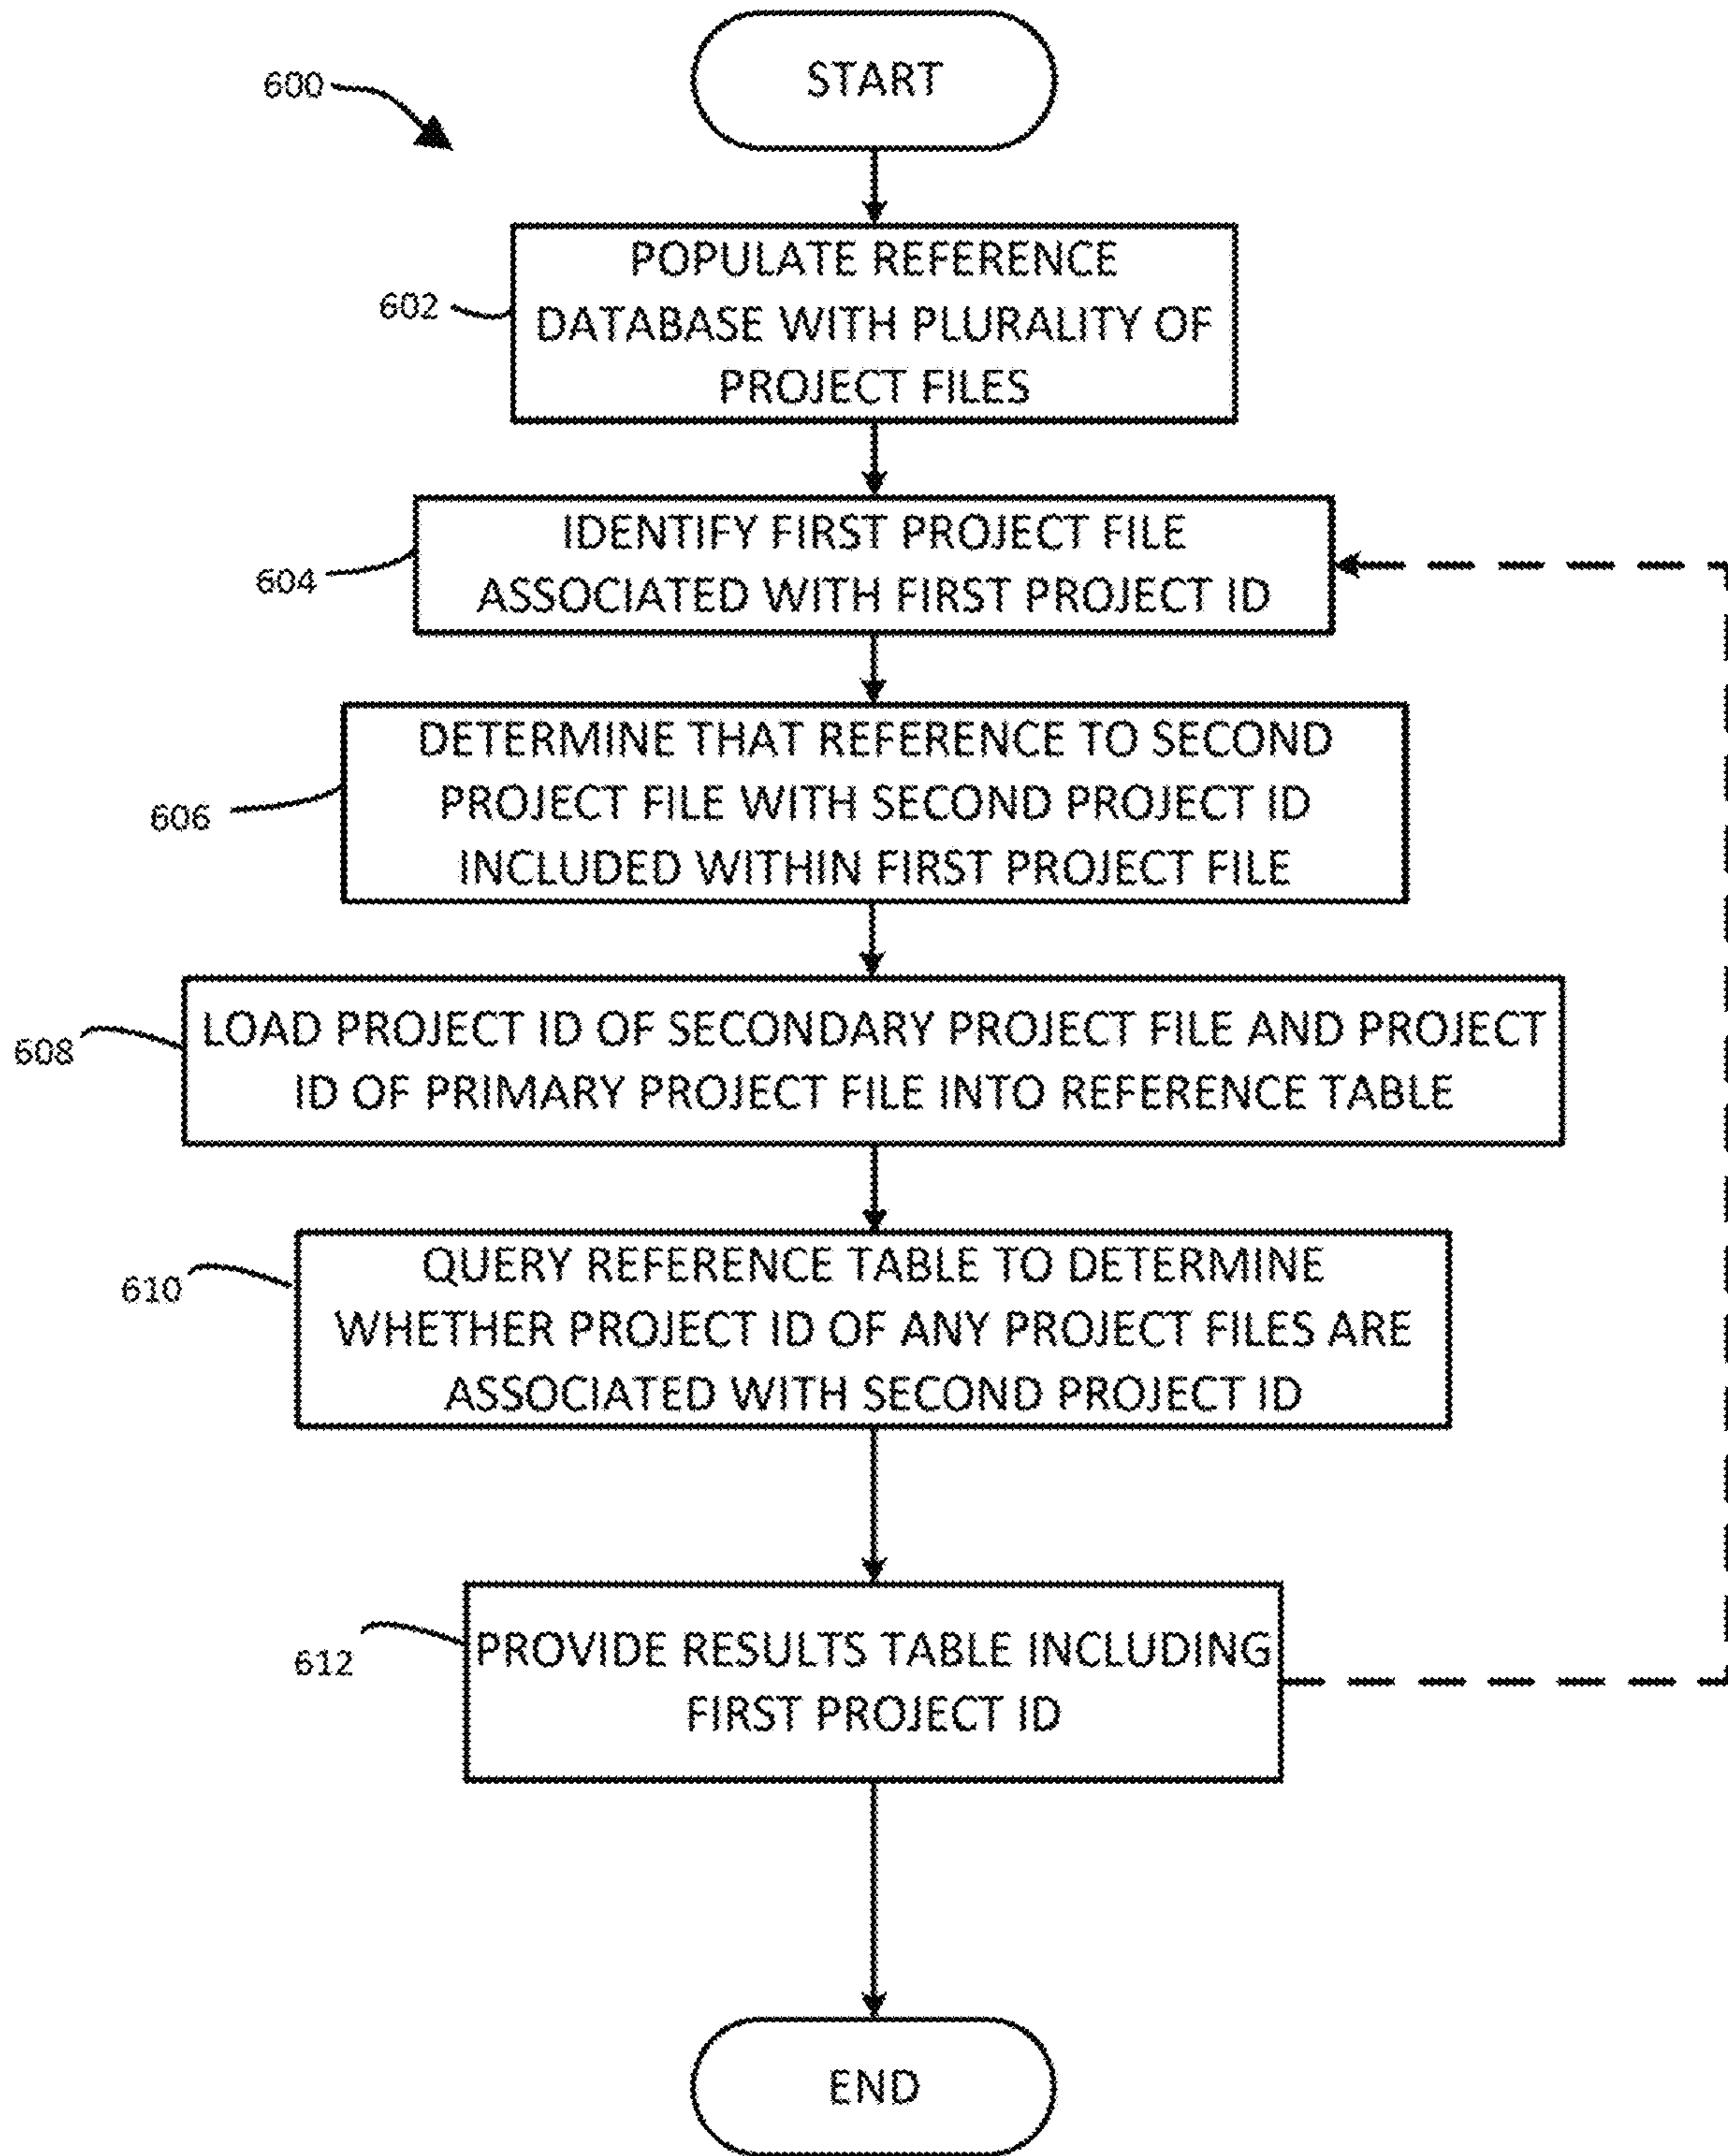 600
START
602
POPULATE REFERENCE
DATABASE WITH PLURALITY OF
PROJECT FILES
604
IDENTIFY FIRST PROJECT FILE
ASSOCIATED WITH FIRST PROJECT ID
606
DETERMINE THAT REFERENCE TO SECOND
PROJECT FILE WITH SECOND PROJECT ID
INCLUDED WITHIN FIRST PROJECT FILE
608
LOAD PROJECT ID OF SECONDARY PROJECT FILE AND PROJECT
ID OF PRIMARY PROJECT FILE INTO REFERENCE TABLE
610
QUERY REFERENCE TABLE TO DETERMINE
WHETHER PROJECT ID OF ANY PROJECT FILES ARE
ASSOCIATED WITH SECOND PROJECT ID
612
PROVIDE RESULTS TABLE INCLUDING
FIRST PROJECT ID
END